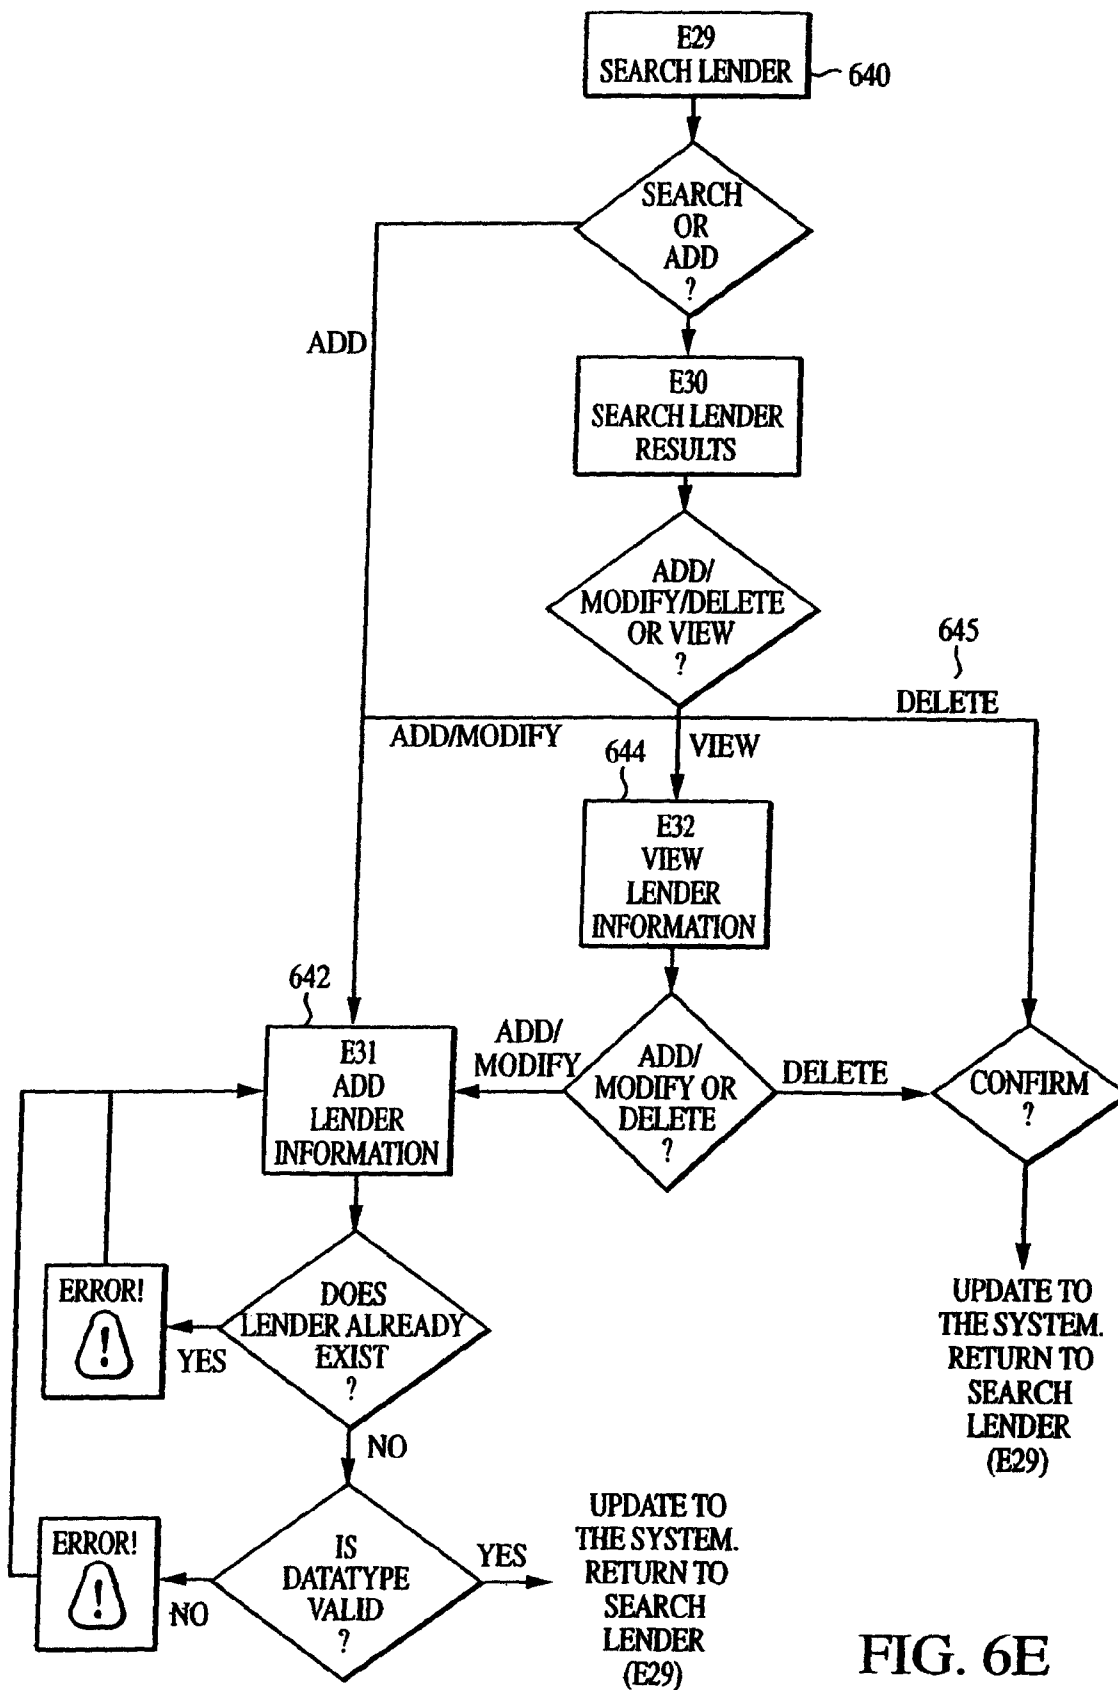 E29
SEARCH LENDER
640
SEARCH
OR
ADD
?
ADD
E30
SEARCH LENDER
RESULTS
ADD/
MODIFY/DELETE
OR VIEW
?
645
DELETE
ADD/MODIFY
VIEW
644
E32
VIEW
LENDER
INFORMATION
642
E31
ADD
LENDER
INFORMATION
ADD/
MODIFY
ADD/
MODIFY OR
DELETE
?
DELETE
CONFIRM
?
ERROR!
!
YES
DOES
LENDER ALREADY
EXIST
?
UPDATE TO
THE SYSTEM.
RETURN TO
SEARCH
LENDER
(E29)
NO
ERROR!
!
NO
IS
DATATYPE
VALID
?
YES
UPDATE TO
THE SYSTEM.
RETURN TO
SEARCH
LENDER
(E29)
FIG. 6E